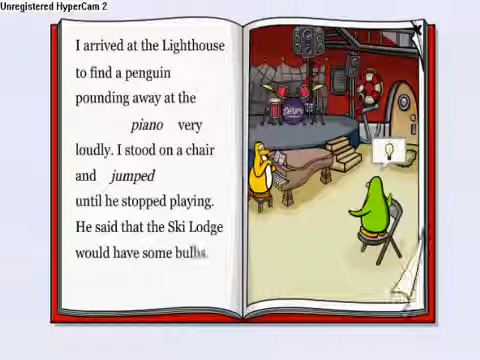 Unregistered HyperCam 2
I arrived at the Lighthouse
to find a penguin
pounding away at the
piano very
loudly. I stood on a chair
and jumped
until he stopped playing.
He said that the Ski Lodge
would have some bulbs.